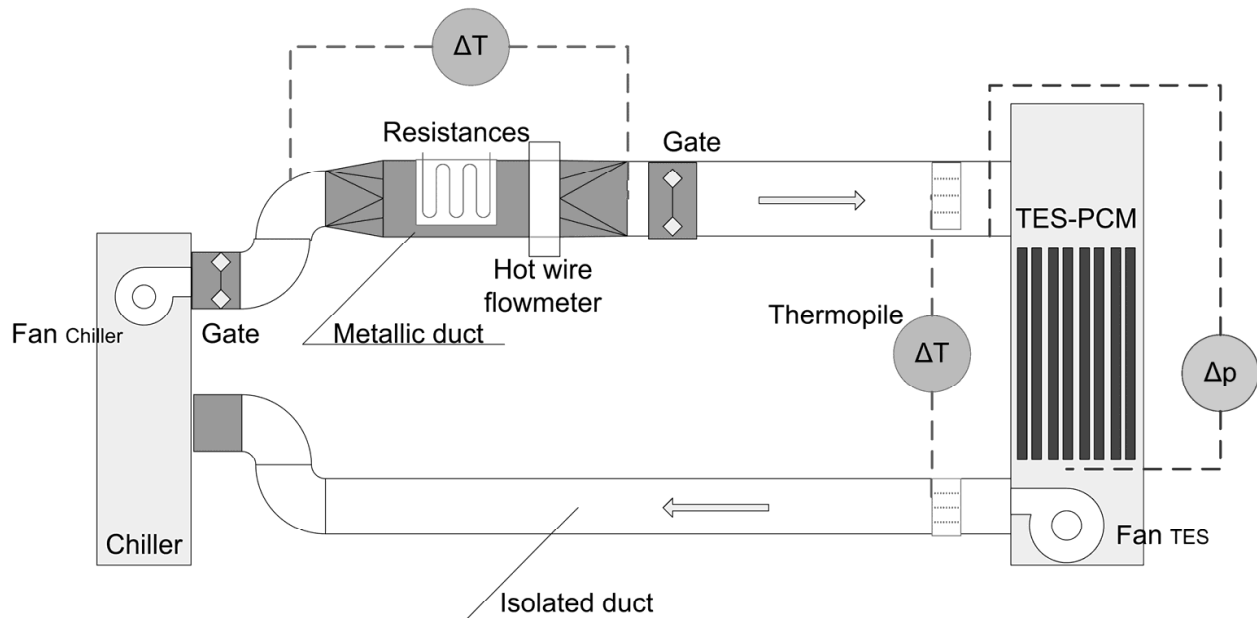 ΔT
Resistances
Gate
TES-PCM
Hot wire
flowmeter
Fan Chiller
Gate
Metallic duct
Thermopile
ΔT
Δp
Chiller
Fan TES
Isolated duct